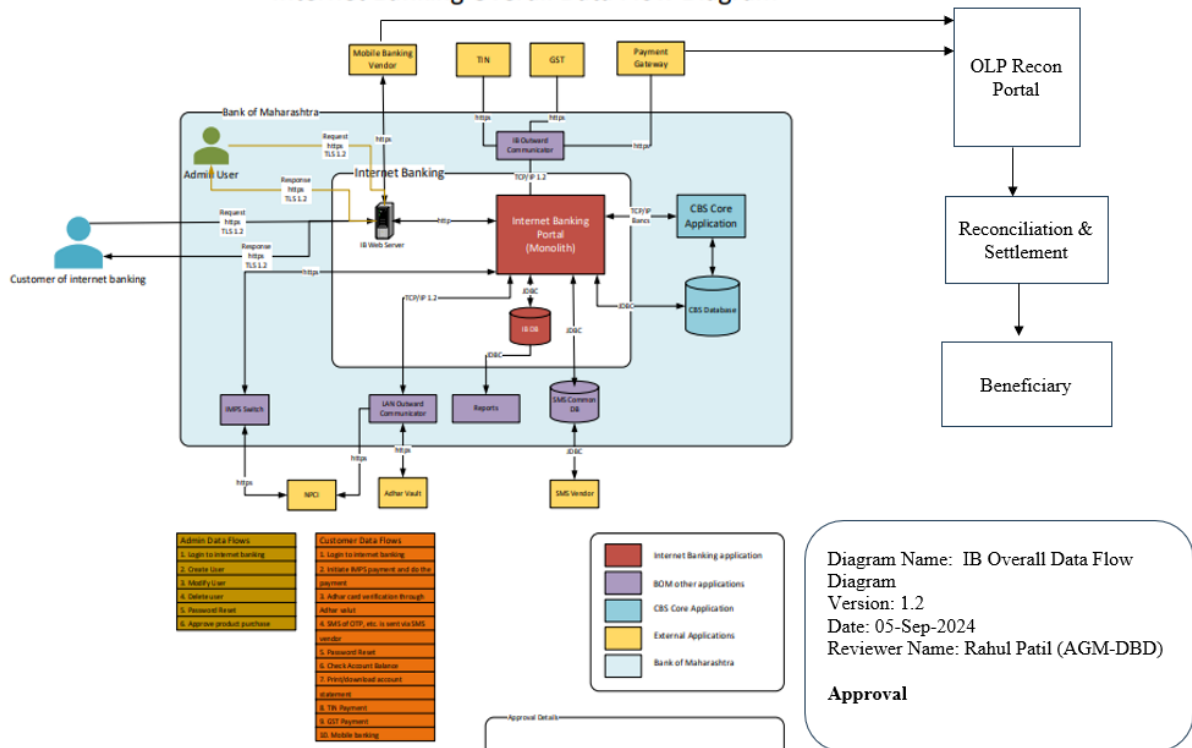 Mobile Banking
Vendor
TIN
GST
Payment
Gateway
OLP Recon
Portal
Bank of Maharashtra
https
https
https
https
Request
https
TLS 1.2
IB Outward
Communicator
Admin User
Internet Banking
TCP/IP 1.2
Response
https
TLS 1.2
Request
https
TLS 1.2
IB Web Server
http
Internet Banking
Portal
(Monolith)
TCP/IP
CBS Core
Application
Reconciliation &
Settlement
Response
https
TLS 1.2
https
Customer of internet banking
TCP/IP 1.2
JDBC
JDBC
JDBC
CBS Database
IB DB
JDBC
Beneficiary
IMPS Switch
LAN Outward
Communicator
Reports
SMS Common
DB
https
https
JDBC
NPCI
Adhar Vault
SMS Vendor
Admin Data Flows
1. Login to internet banking
2. Create User
3. Modify User
4. Delete user
5. Password Reset
6. Approve product purchase
Customer Data Flows
1. Login to internet banking
2. Initiate IMPS payment and do the
payment
3. Adhar card verification through
Adhar valut
4. SMS of OTP, etc. is sent via SMS
vendor
5. Password Reset
6. Check Account Balance
7. Print/download account
statement
8. TIN Payment
9. GST Payment
10. Mobile banking
Internet Banking application
BOM other applications
CBS Core Application
External Applications
Bank of Maharashtra
Approval Details
Diagram Name: IB Overall Data Flow
Diagram
Version: 1.2
Date: 05-Sep-2024
Reviewer Name: Rahul Patil (AGM-DBD)
Approval